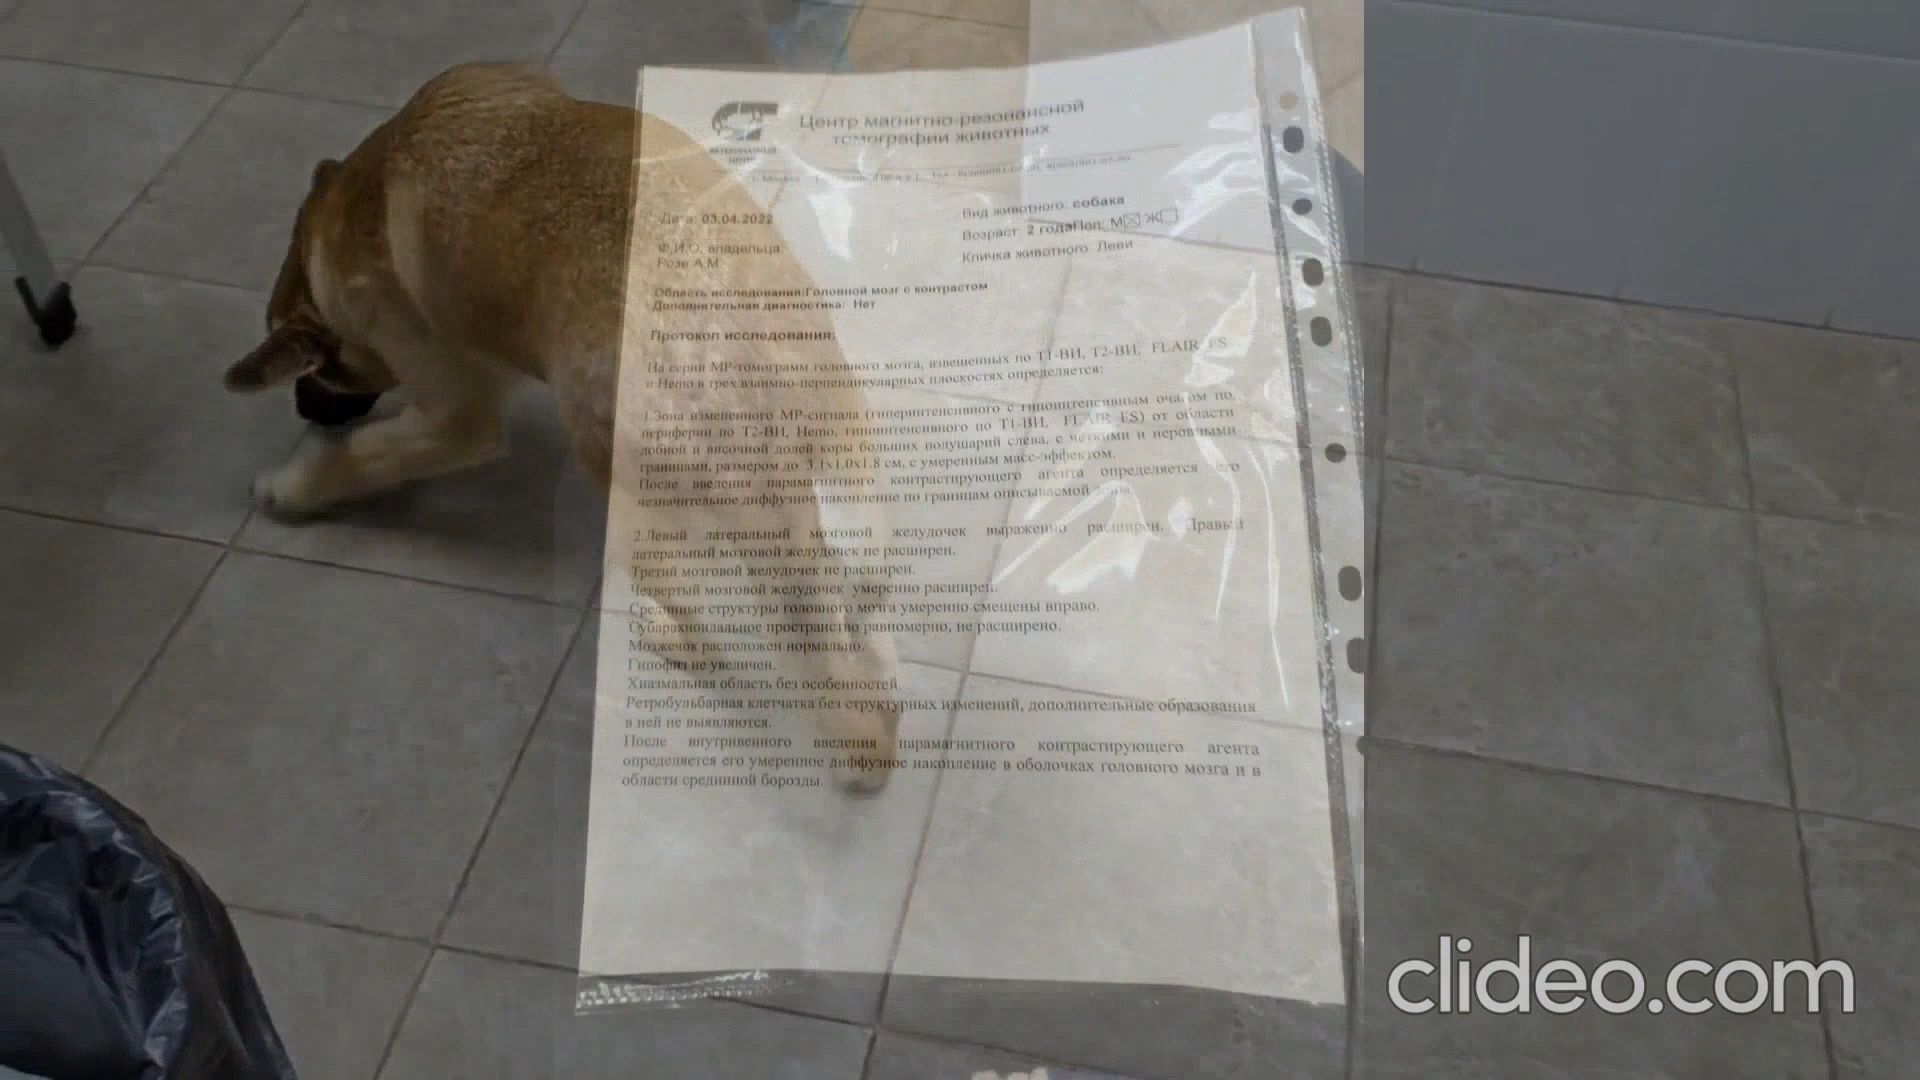 Центр магнитно-резонансной
томографии животных
ВЕТЕРИНАРНЫЙ
ЦЕНТР
г. Москва
Дата: 03.04.2022
Вид животного: собака
Возраст: 2 годаПол: М☒ Ж☐
Ф.И.О. владельца:
Розе А.М
Кличка животного: Леви
Область исследования:Головной мозг с контрастом
Дополнительная диагностика: Нет
Протокол исследования:
На серии МР-томограмм головного мозга, взвешенных по Т1-ВИ, Т2-ВИ, FLAIR_FS
и Hemo в трех взаимно-перпендикулярных плоскостях определяется:
1.Зона измененного МР-сигнала (гиперинтенсивного с гипоинтенсивным очагом по
периферии по Т2-ВИ, Hemo, гипоинтенсивного по Т1-ВИ, FLAIR_FS) от области
лобной и височной долей коры больших полушарий слева, с четкими и неровными
границами, размером до 3.1х1.0х1.8 см, с умеренным масс-эффектом.
После введения парамагнитного контрастирующего агента определяется его
незначительное диффузное накопление по границам описываемой зоны.
2.Левый латеральный мозговой желудочек выраженно расширен. Правый
латеральный мозговой желудочек не расширен.
Третий мозговой желудочек не расширен.
Четвертый мозговой желудочек умеренно расширен.
Срединные структуры головного мозга умеренно смещены вправо.
Субарахноидальное пространство равномерно, не расширено.
Мозжечок расположен нормально.
Гипофиз не увеличен.
Хиазмальная область без особенностей.
Ретробульбарная клетчатка без структурных изменений, дополнительные образования
в ней не выявляются.
После внутривенного введения парамагнитного контрастирующего агента
определяется его умеренное диффузное накопление в оболочках головного мозга и в
области срединной борозды.
clideo.com